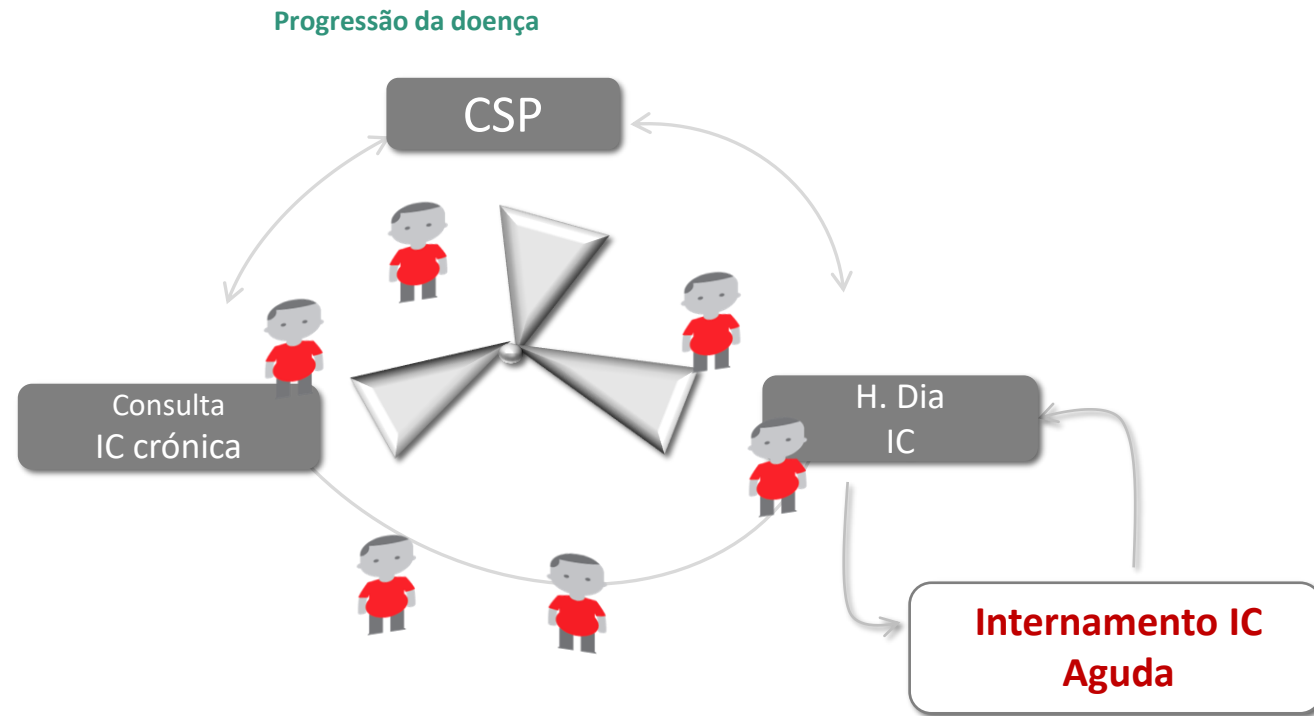 Progressão da doença
CSP
Consulta
IC crónica
H. Dia
IC
Internamento IC
Aguda